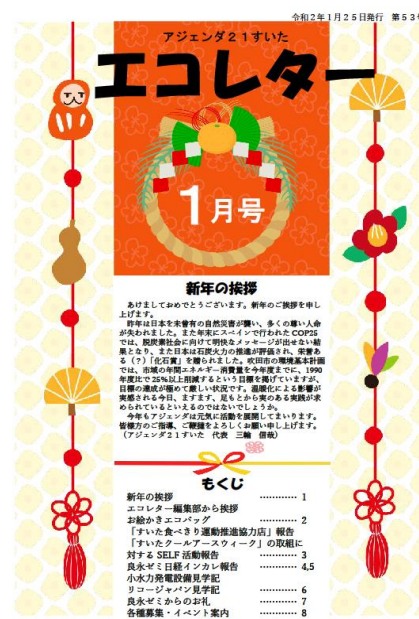 令和２年１月２５日発行 第５３号
アジェンダ２１すいた
エコレター
1月号
新年の挨拶
あけましておめでとうございます。新年のご挨拶を申し
上げます。
昨年は日本を未曾有の自然災害が襲い、多くの尊い人命
が失われました。また年末にスペインで行われた COP25
では、脱炭素社会に向けて明快なメッセージが出せない結
果となり、また日本は石炭火力の推進が評価され、栄誉あ
る（？）「化石賞」を贈られました。吹田市の環境基本計画
では、市域の年間エネルギー消費量を今年度までに、1990
年度比で 25%以上削減するという目標を掲げていますが、
目標の達成が極めて厳しい状況です。温暖化による影響が
実感される今日、ますます、足もとから実のある実践が求
められているといえるのではないでしょうか。
今年もアジェンダは元気に活動を展開してまいります。
皆様方のご指導、ご鞭撻をよろしくお願い申し上げます。
（アジェンダ２１すいた 代表 三輪 信哉）
もくじ
新年の挨拶 ………… 1
エコレター編集部から挨拶
お絵かきエコバッグ ………… 2
「すいた食べきり運動推進協力店」報告
「すいたクールアースウィーク」の取組に
対する SELF 活動報告 ………… 3
良永ゼミ日経インカレ報告 ………… 4,5
小水力発電設備見学記
リコージャパン見学記 ………… 6
良永ゼミからのお礼 ………… 7
各種募集・イベント案内 ………… 8